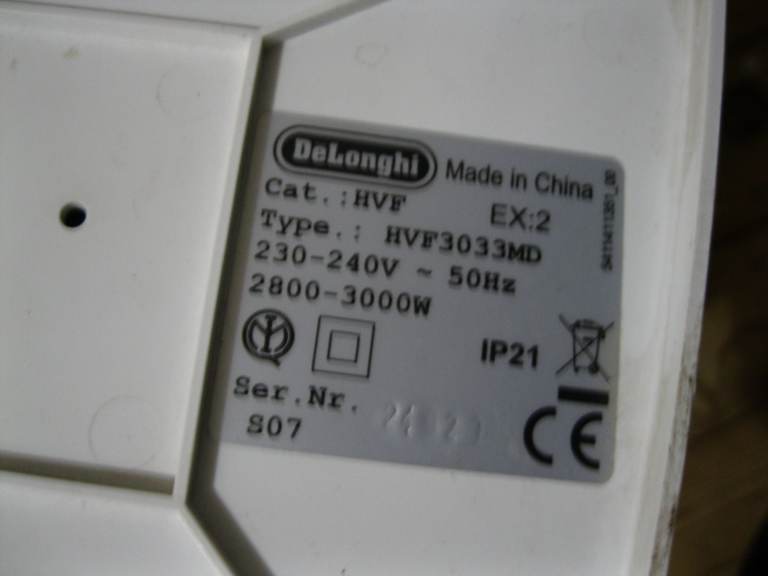 DeLonghi
Made in China
Cat.:HVF
EX:2
Type.: HVF3033MD
230-240V ~ 50Hz
2800-3000W
IP21
Ser.Nr.
S07
CE